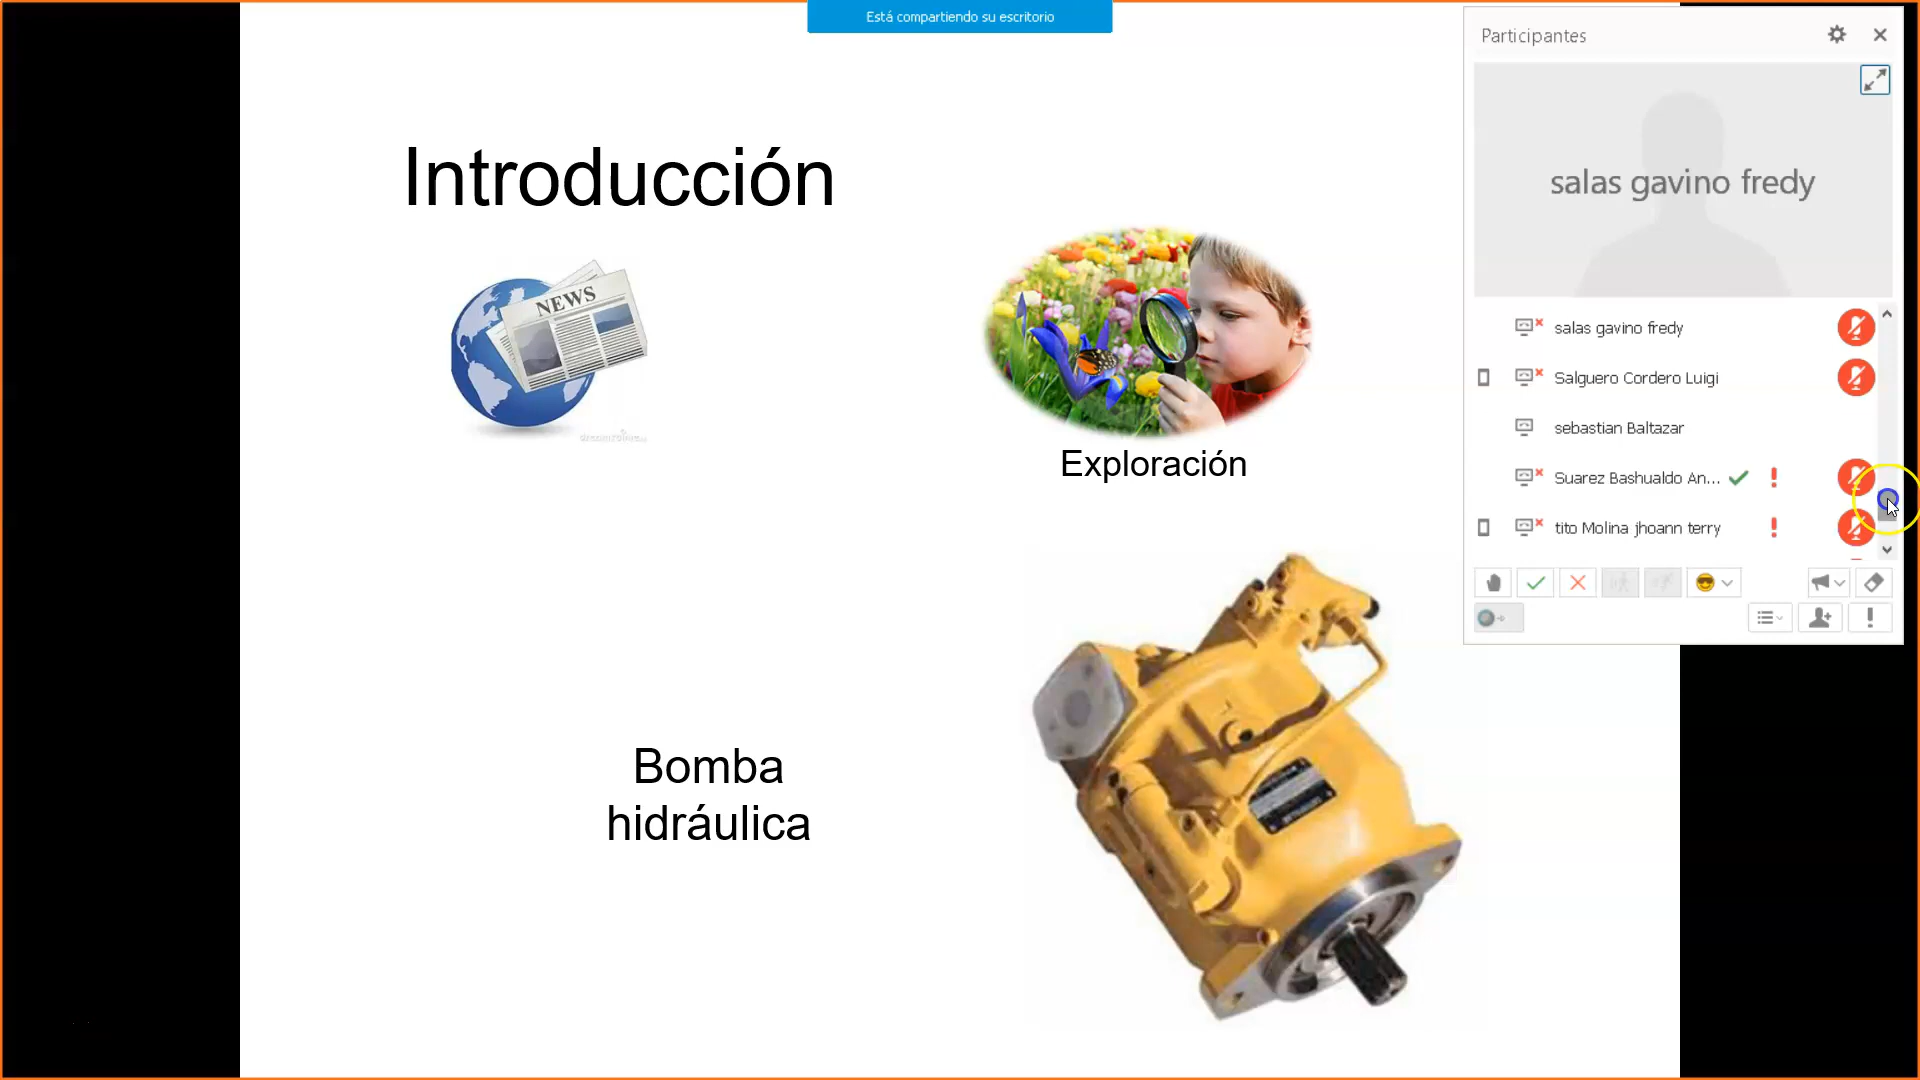 Está compartiendo su escritorio
Participantes
salas gavino fredy
salas gavino fredy
Salguero Cordero Luigi
sebastian Baltazar
Suarez Bashualdo An...
tito Molina jhoann terry
Introducción
NEWS
Exploración
Bomba
hidráulica